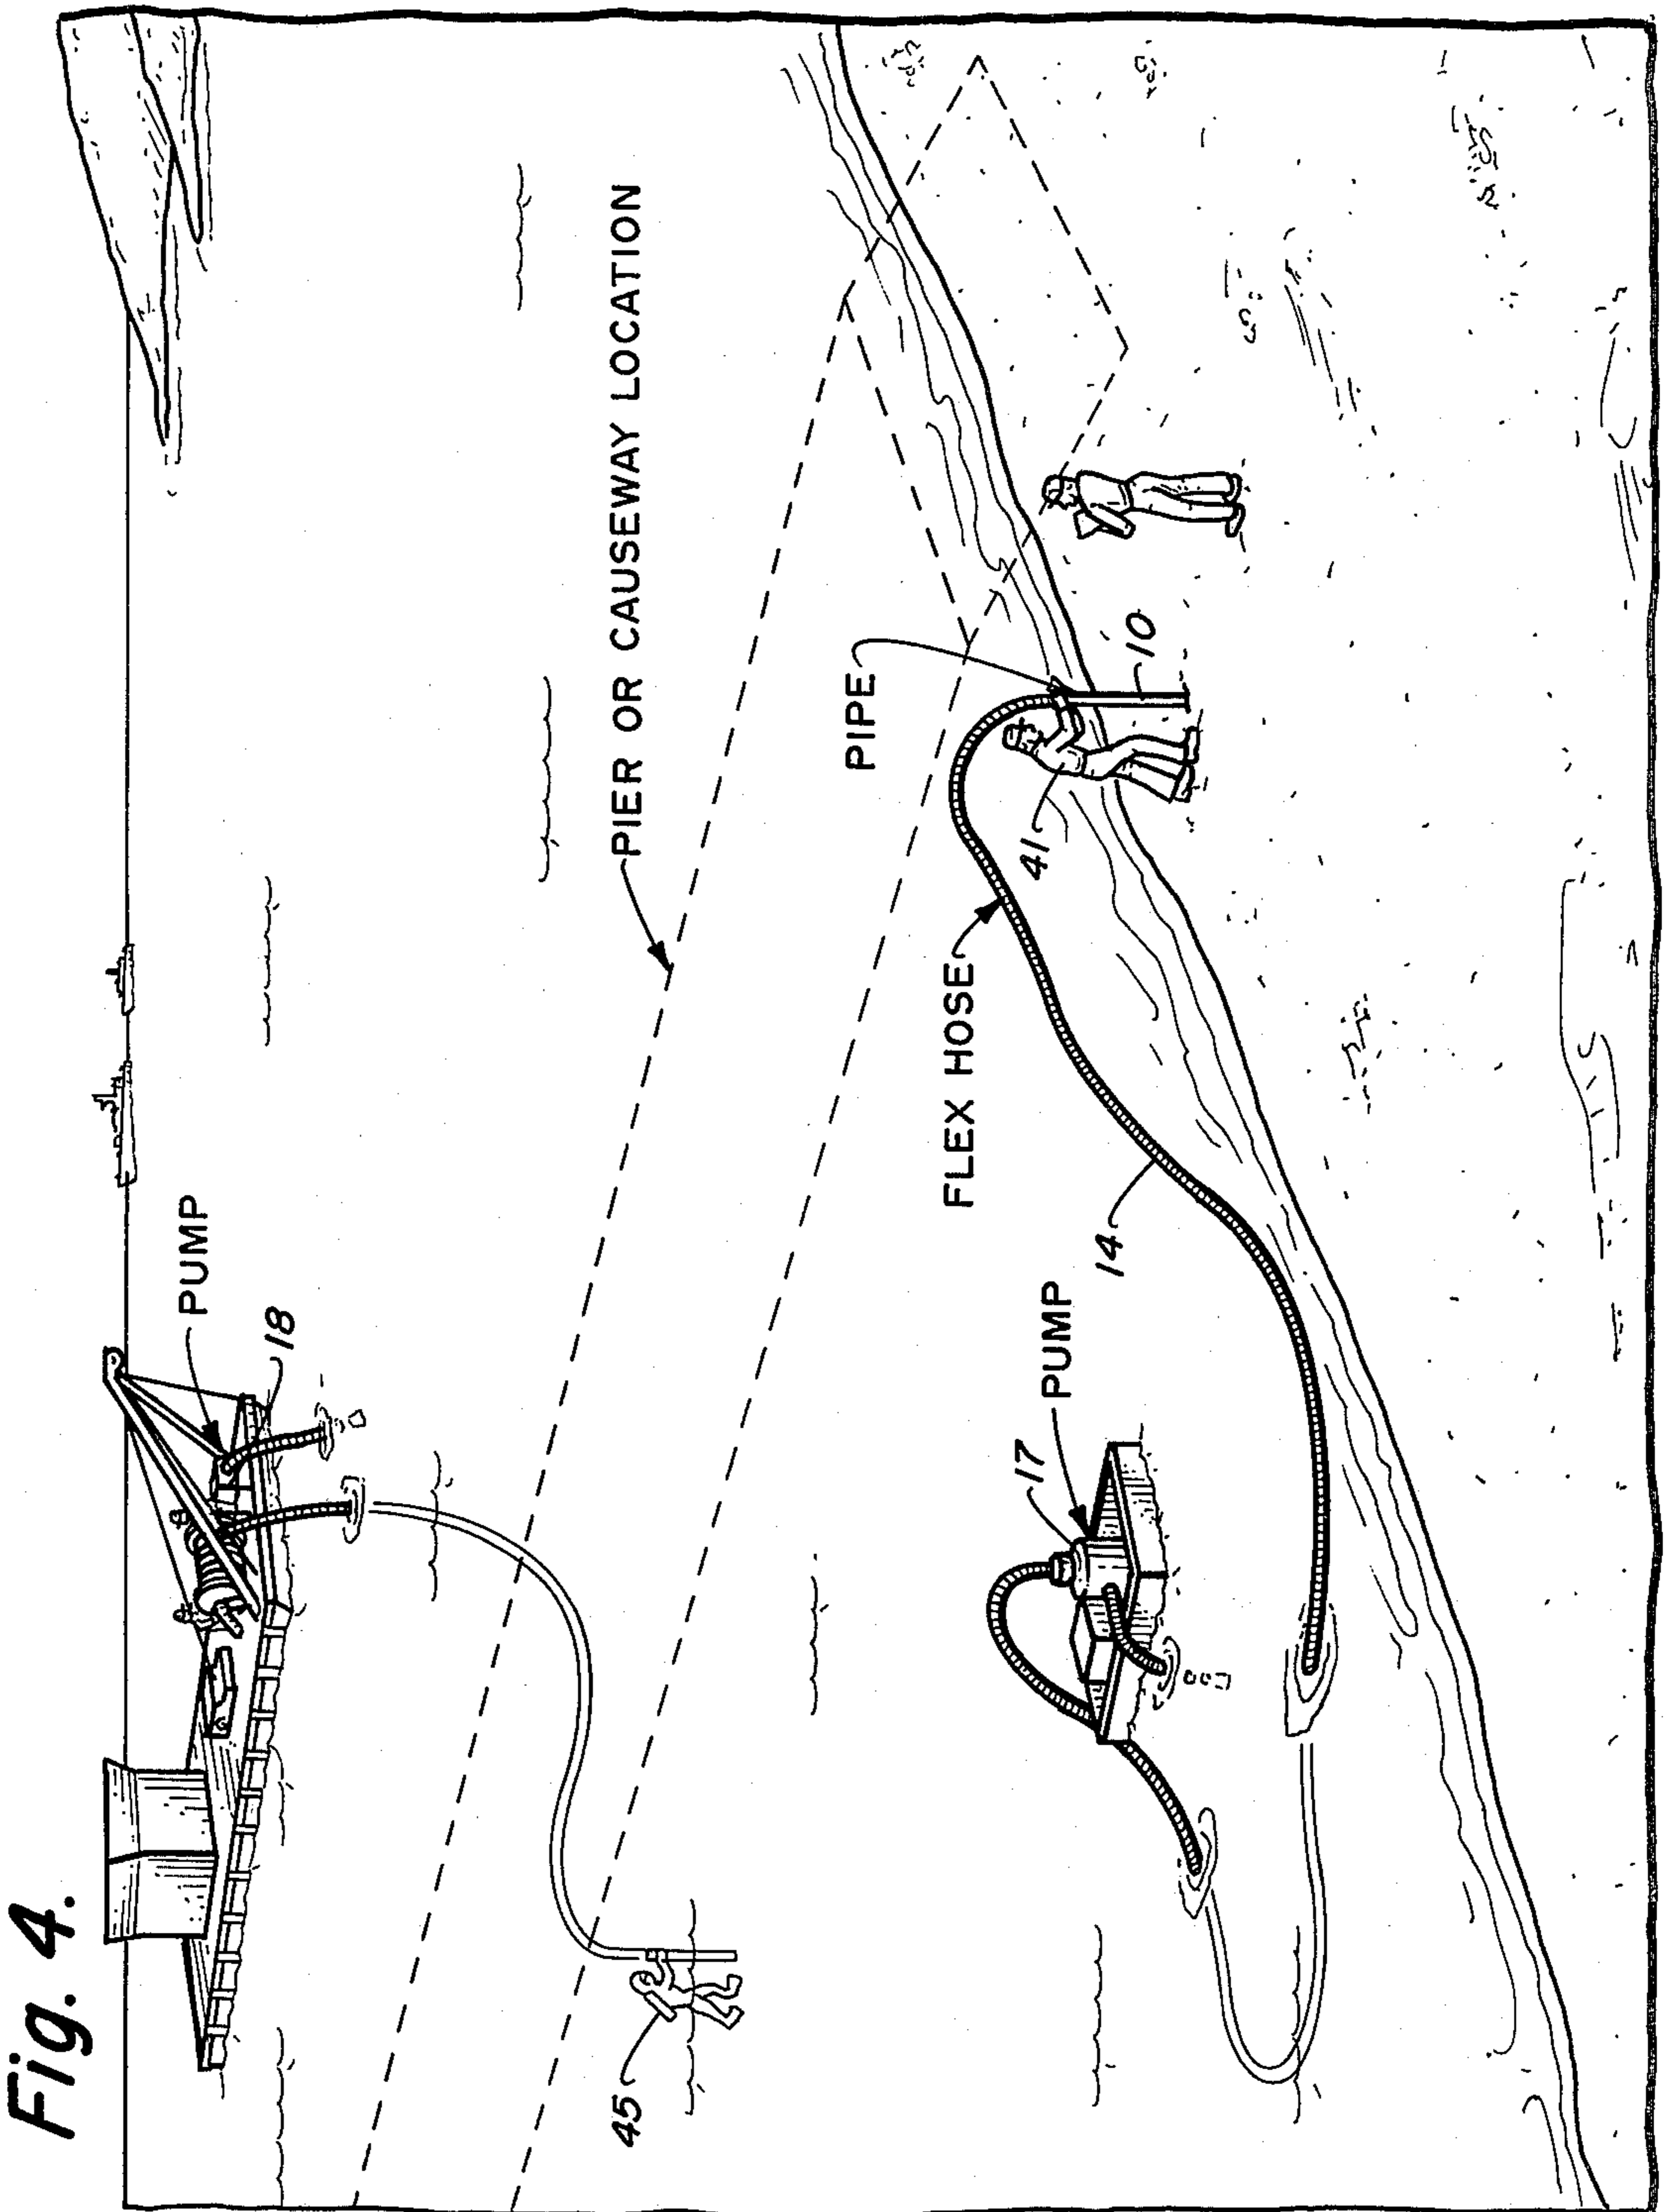 Fig. 4.
PUMP
18
PIER OR CAUSEWAY LOCATION
45
PIPE
FLEX HOSE
41
10
17
PUMP
14